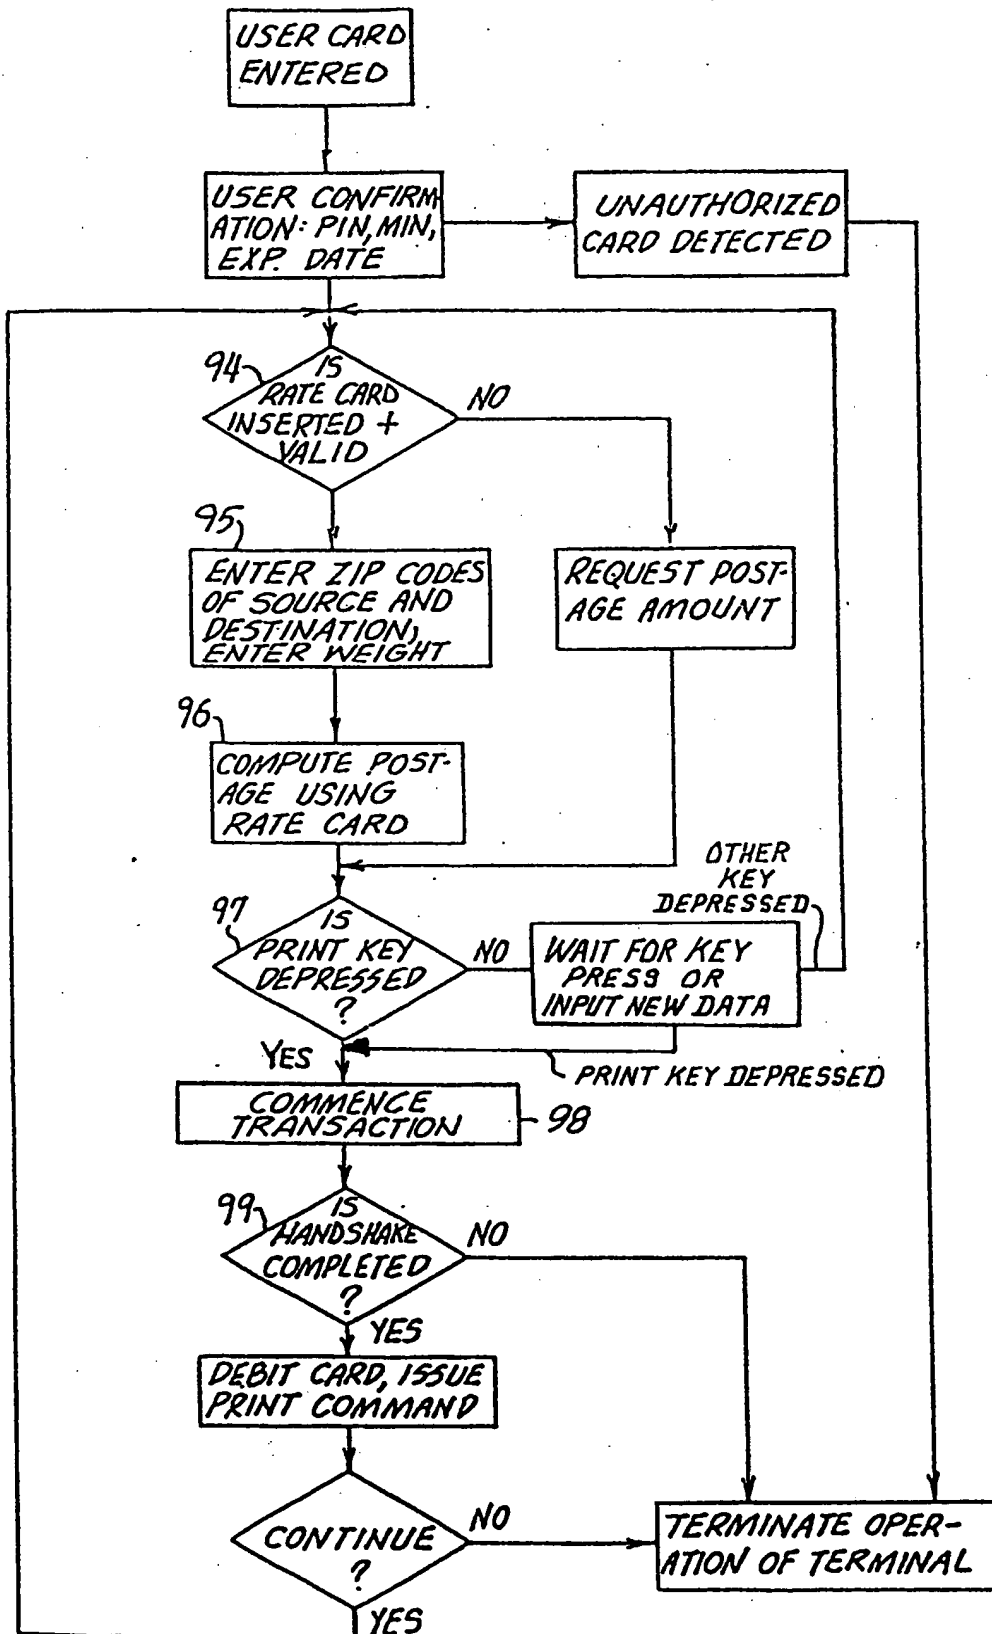 USER CARD
ENTERED
USER CONFIRM-
ATION: PIN, MIN,
EXP. DATE
UNAUTHORIZED
CARD DETECTED
94
IS
RATE CARD
INSERTED +
VALID
NO
95
ENTER ZIP CODES
OF SOURCE AND
DESTINATION,
ENTER WEIGHT
REQUEST POST-
AGE AMOUNT
96
COMPUTE POST-
AGE USING
RATE CARD
OTHER
KEY
DEPRESSED
97
IS
PRINT KEY
DEPRESSED
?
NO
WAIT FOR KEY
PRESS OR
INPUT NEW DATA
YES
PRINT KEY DEPRESSED
COMMENCE
TRANSACTION
98
99
IS
HANDSHAKE
COMPLETED
?
NO
YES
DEBIT CARD, ISSUE
PRINT COMMAND
CONTINUE
?
NO
TERMINATE OPER-
ATION OF TERMINAL
YES